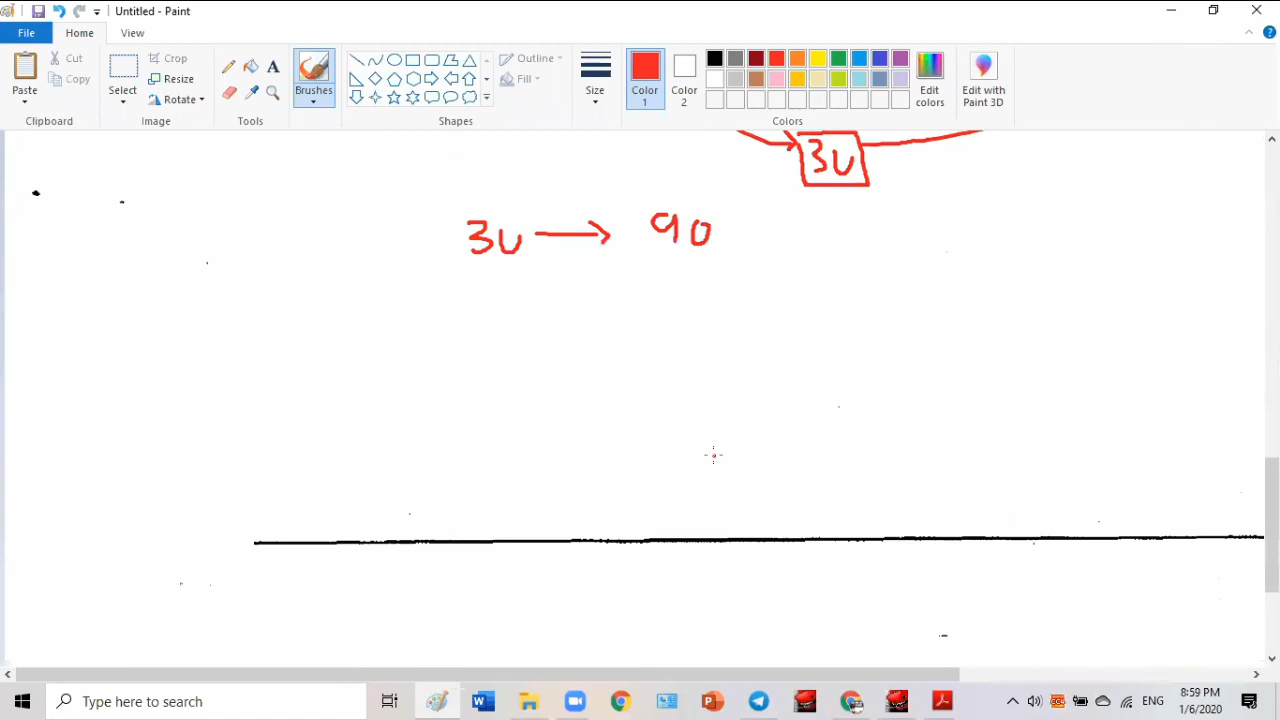 Untitled - Paint
File Home View
Paste
Cut
Copy
Clipboard
Select
Crop
Resize
Rotate
Image
A
Tools
Brushes
Outline
Fill
Shapes
Size
Color 1
Color 2
Edit colors
Edit with Paint 3D
Colors
3u
3u → 90
Type here to search
ENG
8:59 PM
1/6/2020